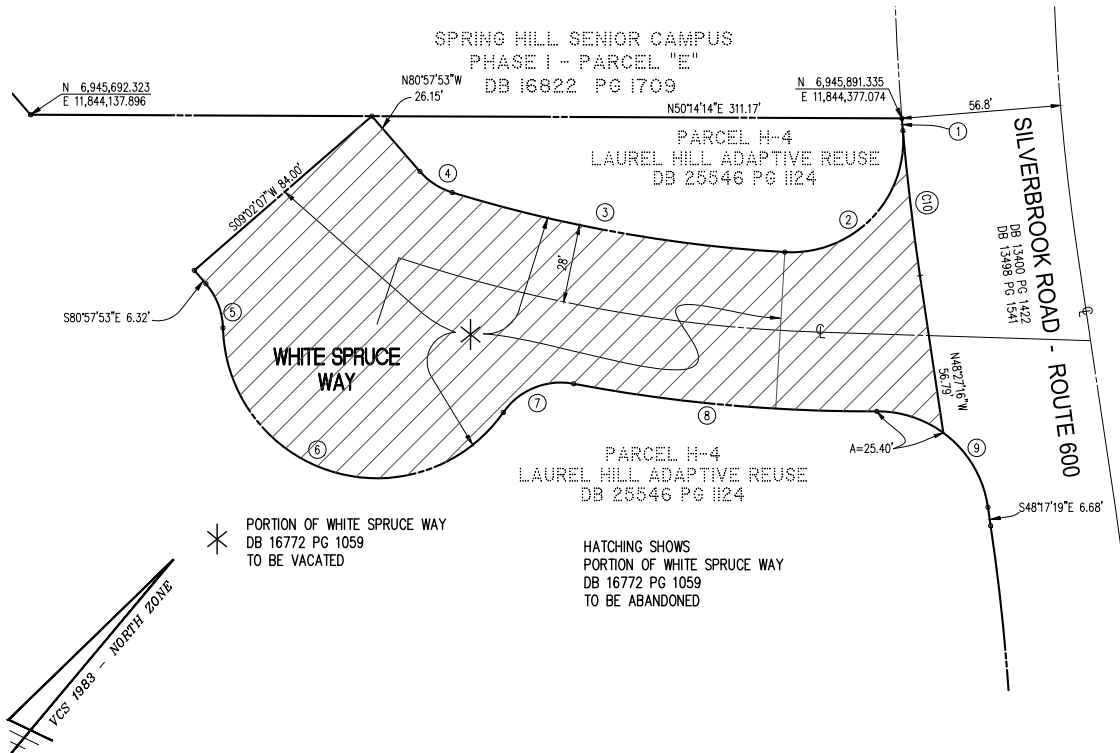 SPRING HILL SENIOR CAMPUS
PHASE I - PARCEL "E"
DB 16822 PG 1709
N 6,945,692.323
E 11,844,137.896
N80°57'53"W
26.15'
N 6,945,891.335
E 11,844,377.074
N50°14'14"E 311.17'
56.8'
1
PARCEL H-4
LAUREL HILL ADAPTIVE REUSE
DB 25546 PG 1124
SILVERBROOK ROAD - ROUTE 600
DB 13400 PG 1422
DB 13498 PG 1541
S09°02'07"W 84.00'
4
3
2
C10
28'
S80°57'53"E 6.32'
5
WHITE SPRUCE
WAY
CL
CL
N48°27'16"W
56.79'
7
8
6
A=25.40'
9
PARCEL H-4
LAUREL HILL ADAPTIVE REUSE
DB 25546 PG 1124
S48°17'19"E 6.68'
PORTION OF WHITE SPRUCE WAY
DB 16772 PG 1059
TO BE VACATED
HATCHING SHOWS
PORTION OF WHITE SPRUCE WAY
DB 16772 PG 1059
TO BE ABANDONED
VCS 1983 - NORTH ZONE